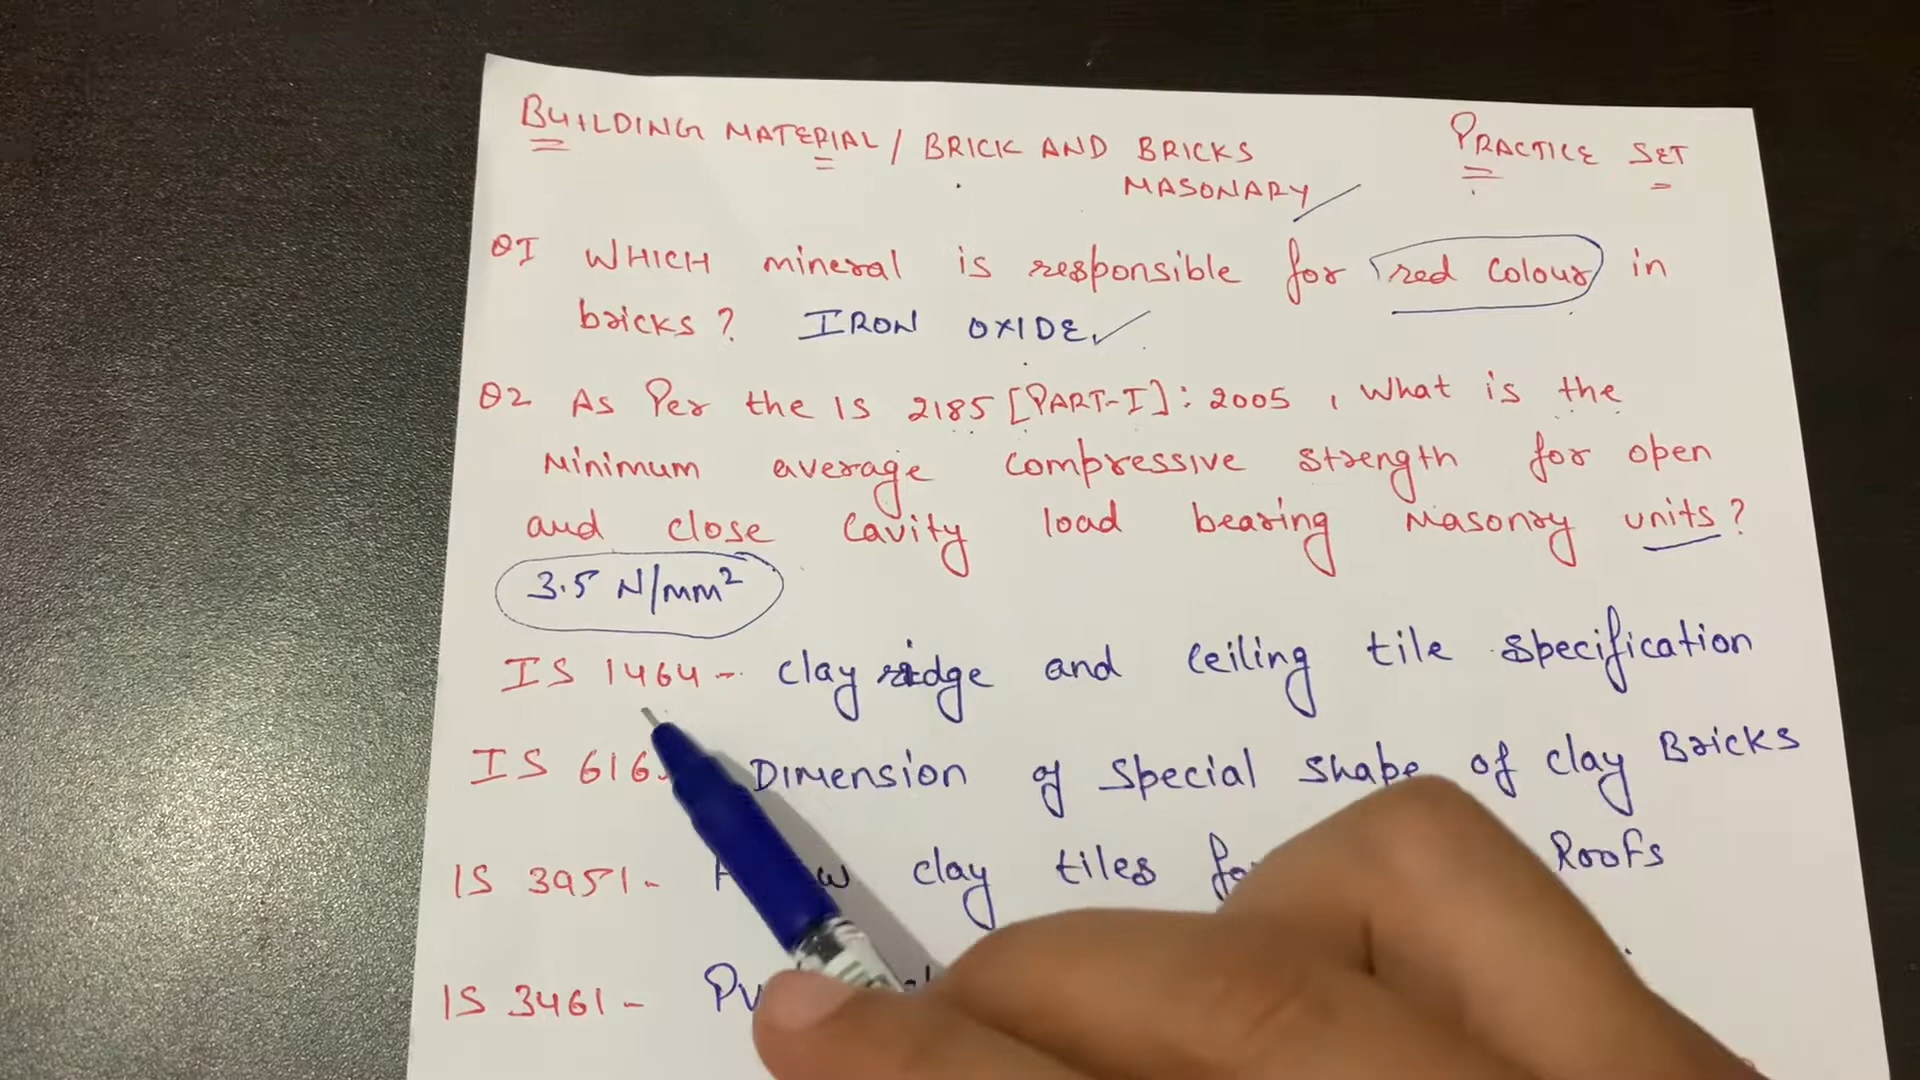 BUILDING MATERIAL / BRICK AND BRICKS MASONARY
PRACTICE SET
Q1 WHICH mineral is responsible for red colour in
bricks? IRON OXIDE
Q2 As Per the IS 2185 [PART-I]: 2005, What is the
Minimum average compressive strength for open
and close cavity load bearing Masonry units?
3.5 N/mm²
IS 1464- clay ridge and ceiling tile specification
IS 616 Dimension of special shape of clay Bricks
IS 3951- clay tiles Roofs
IS 3461-